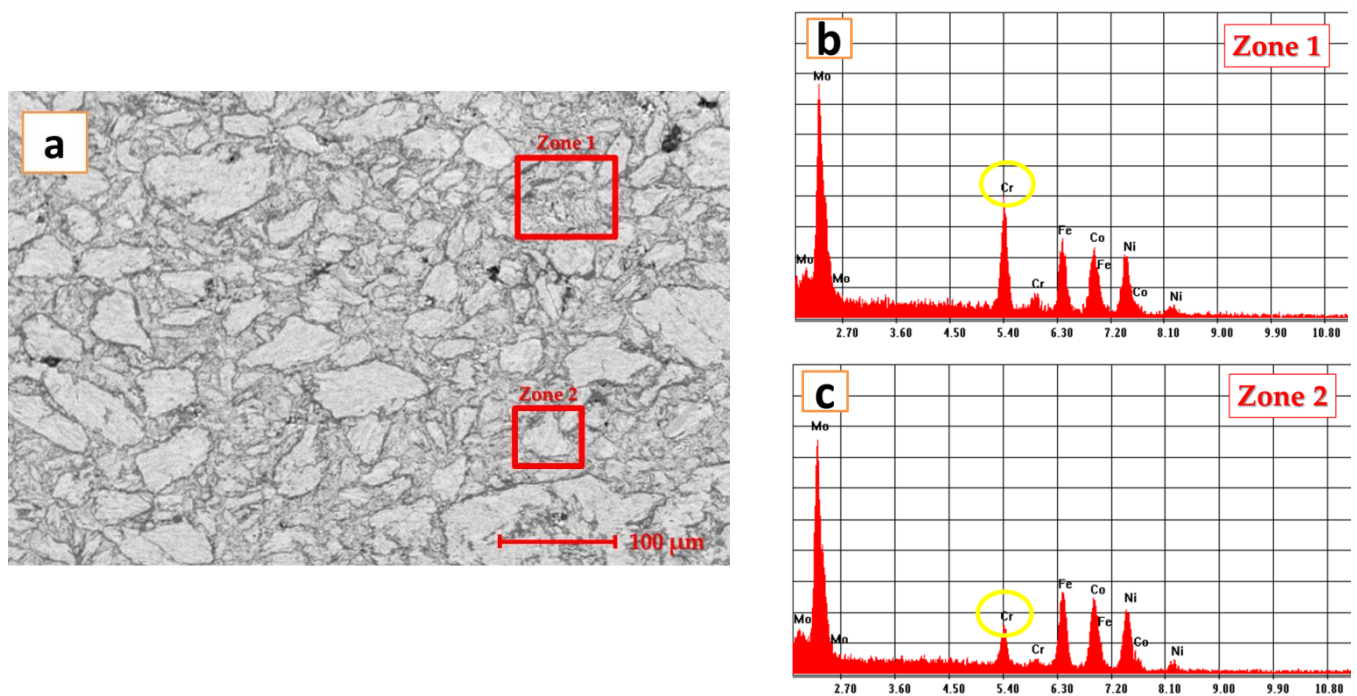 a
Zone 1
Zone 2
100 μm
b
Zone 1
Mo
Cr
Fe
Co
Ni
Mo
Mo
Cr
Fe
Co
Ni
2.70 3.60 4.50 5.40 6.30 7.20 8.10 9.00 9.90 10.80
c
Zone 2
Mo
Cr
Fe
Co
Ni
Mo
Mo
Cr
Fe
Co
Ni
2.70 3.60 4.50 5.40 6.30 7.20 8.10 9.00 9.90 10.80